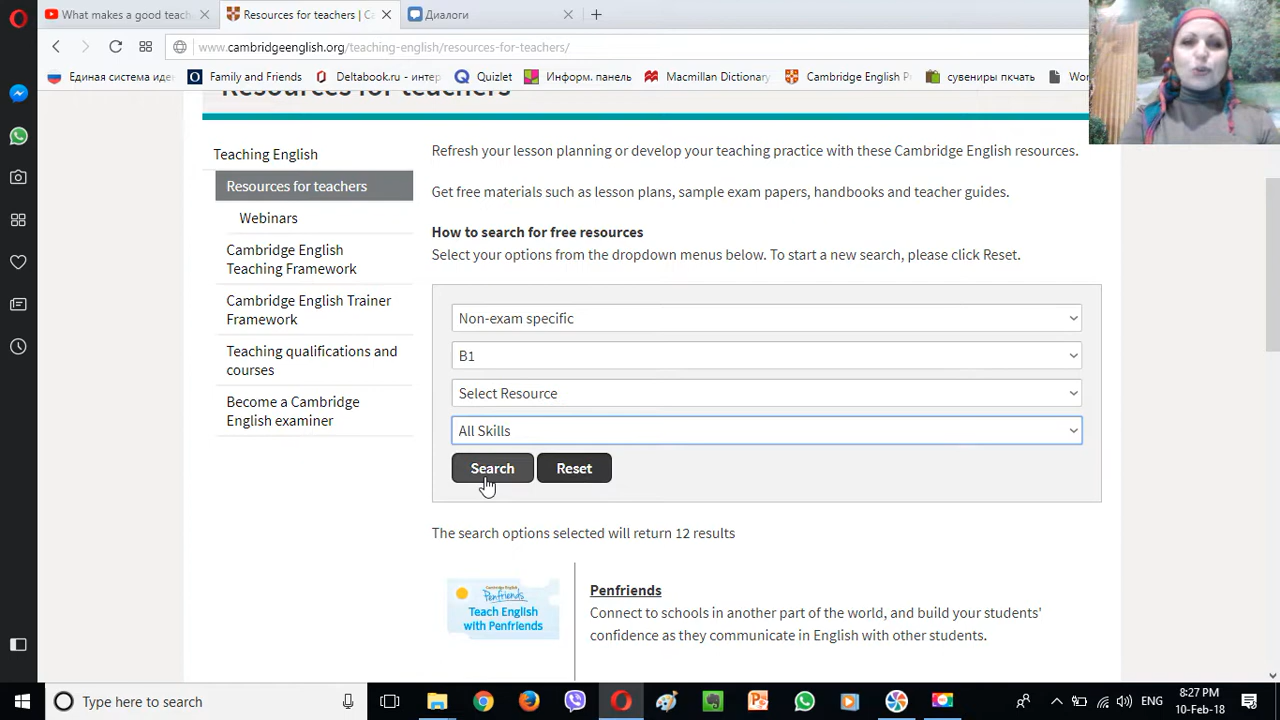 What makes a good teach
Resources for teachers | C
Диалоги
www.cambridgeenglish.org/teaching-english/resources-for-teachers/
Единая система иде
Family and Friends
Deltabook.ru - интер
Quizlet
Информ. панель
Macmillan Dictionary
Cambridge English P
сувениры пкчать
Wor
Resources for teachers
Teaching English
Resources for teachers
Webinars
Cambridge English
Teaching Framework
Cambridge English Trainer
Framework
Teaching qualifications and
courses
Become a Cambridge
English examiner
Refresh your lesson planning or develop your teaching practice with these Cambridge English resources.
Get free materials such as lesson plans, sample exam papers, handbooks and teacher guides.
How to search for free resources
Select your options from the dropdown menus below. To start a new search, please click Reset.
Non-exam specific
B1
Select Resource
All Skills
Search
Reset
The search options selected will return 12 results
Cambridge English
Penfriends
Teach English
with Penfriends
Penfriends
Connect to schools in another part of the world, and build your students'
confidence as they communicate in English with other students.
Type here to search
ENG
8:27 PM
10-Feb-18